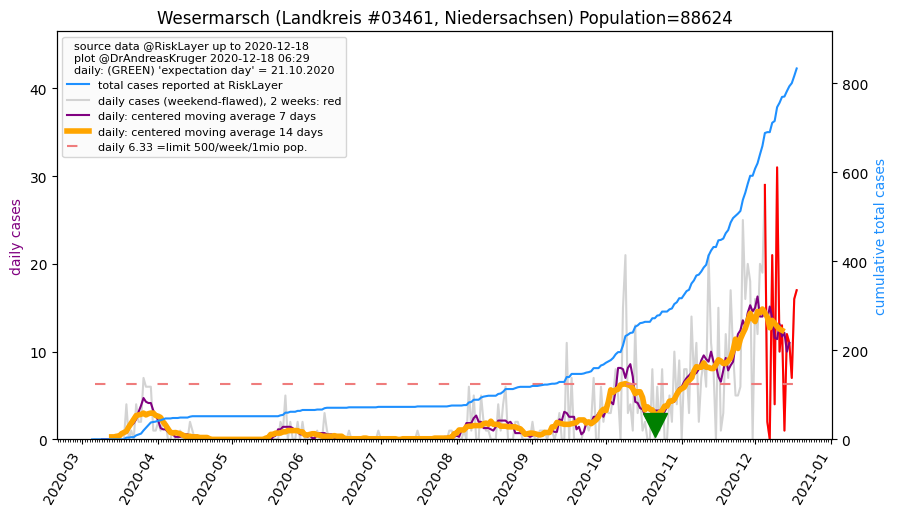 Wesermarsch (Landkreis #03461, Niedersachsen) Population=88624
source data @RiskLayer up to 2020-12-18
plot @DrAndreasKruger 2020-12-18 06:29
daily: (GREEN) 'expectation day' = 21.10.2020
total cases reported at RiskLayer
daily cases (weekend-flawed), 2 weeks: red
daily: centered moving average 7 days
daily: centered moving average 14 days
daily 6.33 =limit 500/week/1mio pop.
daily cases
40
30
20
10
0
cumulative total cases
800
600
400
200
0
2020-03
2020-04
2020-05
2020-06
2020-07
2020-08
2020-09
2020-10
2020-11
2020-12
2021-01